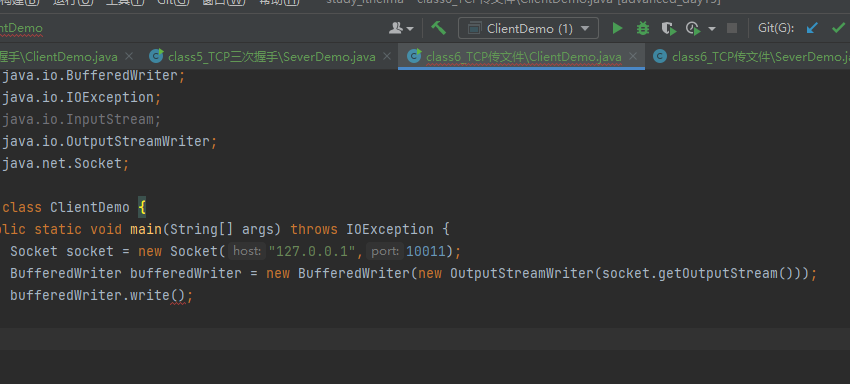 运行(U) 工具(T) Git(G) 窗口(W) 帮助(H) study_itheima - class6_TCP传文件\ClientDemo.java [advanced_day15]
ntDemo
ClientDemo (1)
Git(G):
握手\ClientDemo.java
class5_TCP三次握手\SeverDemo.java
class6_TCP传文件\ClientDemo.java
class6_TCP传文件\SeverDemo.ja
java.io.BufferedWriter;
java.io.IOException;
java.io.InputStream;
java.io.OutputStreamWriter;
java.net.Socket;
class ClientDemo {
blic static void main(String[] args) throws IOException {
Socket socket = new Socket( host: "127.0.0.1", port: 10011);
BufferedWriter bufferedWriter = new BufferedWriter(new OutputStreamWriter(socket.getOutputStream()));
bufferedWriter.write();